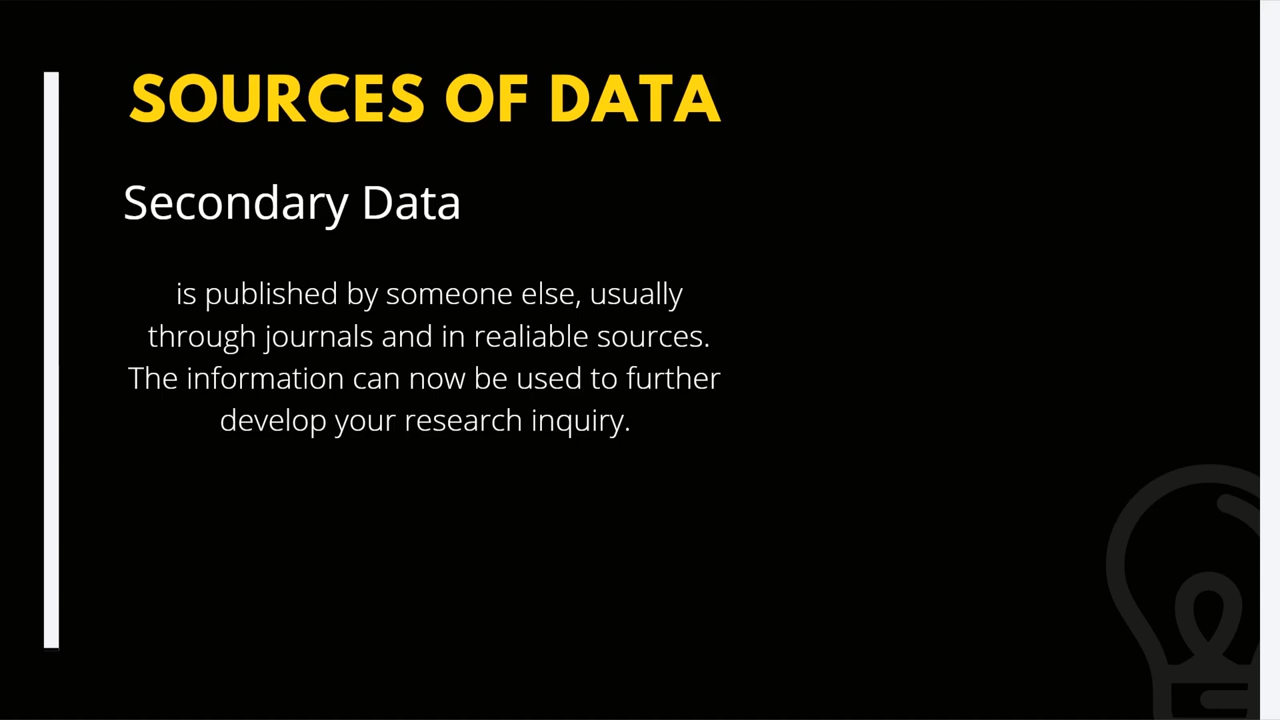 SOURCES OF DATA
Secondary Data
is published by someone else, usually
through journals and in realiable sources.
The information can now be used to further
develop your research inquiry.